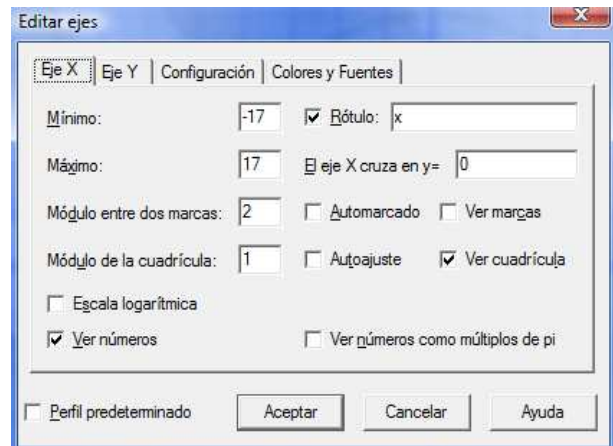 Editar ejes
Eje X Eje Y Configuración Colores y Fuentes
Mínimo: -17 Rótulo: x
Máximo: 17 El eje X cruza en y= 0
Módulo entre dos marcas: 2 Automarcado Ver marcas
Módulo de la cuadrícula: 1 Autoajuste Ver cuadrícula
Escala logarítmica
Ver números Ver números como múltiplos de pi
Perfil predeterminado Aceptar Cancelar Ayuda